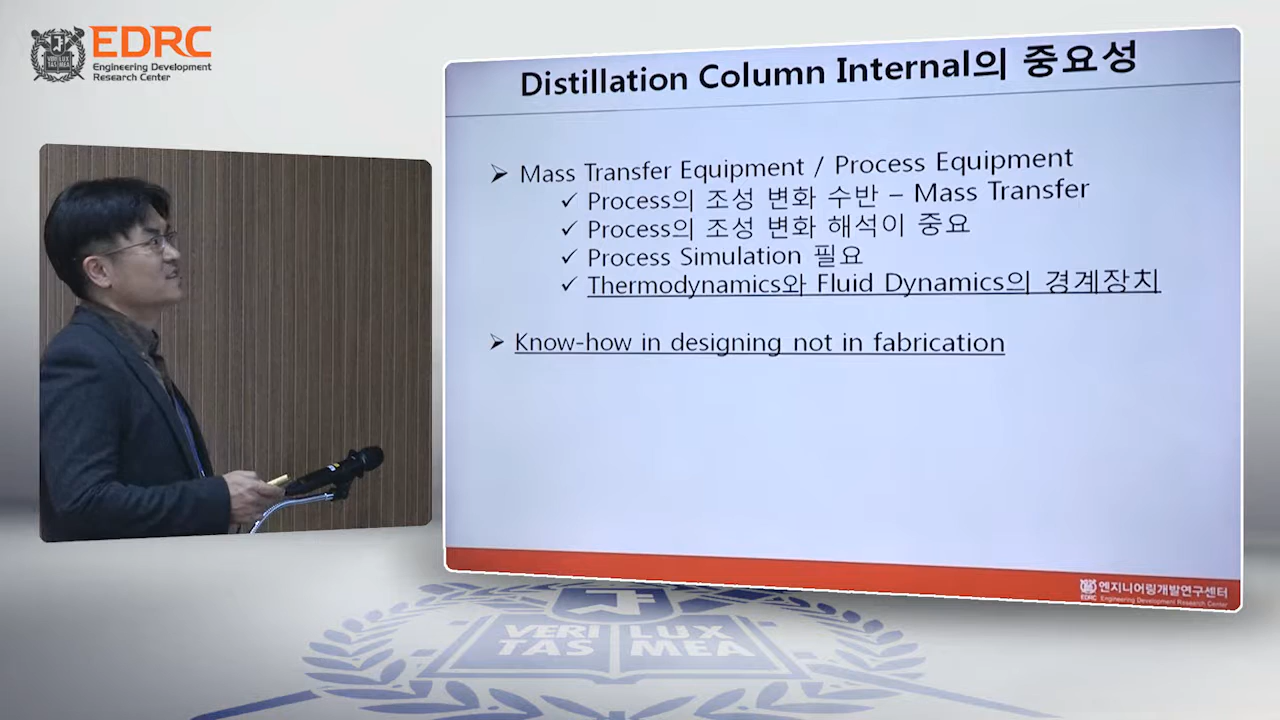 EDRC
Engineering Development
Research Center
VERI LUX
TAS MEA
Distillation Column Internal의 중요성
➢ Mass Transfer Equipment / Process Equipment
✓ Process의 조성 변화 수반 – Mass Transfer
✓ Process의 조성 변화 해석이 중요
✓ Process Simulation 필요
✓ Thermodynamics와 Fluid Dynamics의 경계장치
➢ Know-how in designing not in fabrication
EDRC
엔지니어링개발연구센터
Engineering Development Research Center
VERI LUX
TAS MEA